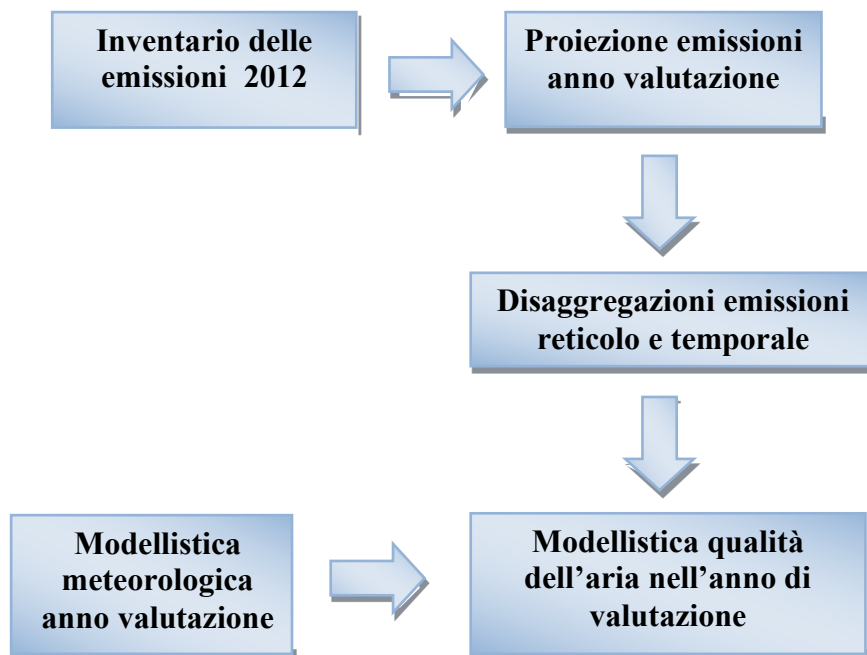 Inventario delle
emissioni 2012
Proiezione emissioni
anno valutazione
Disaggregazioni emissioni
reticolo e temporale
Modellistica
meteorologica
anno valutazione
Modellistica qualità
dell’aria nell’anno di
valutazione